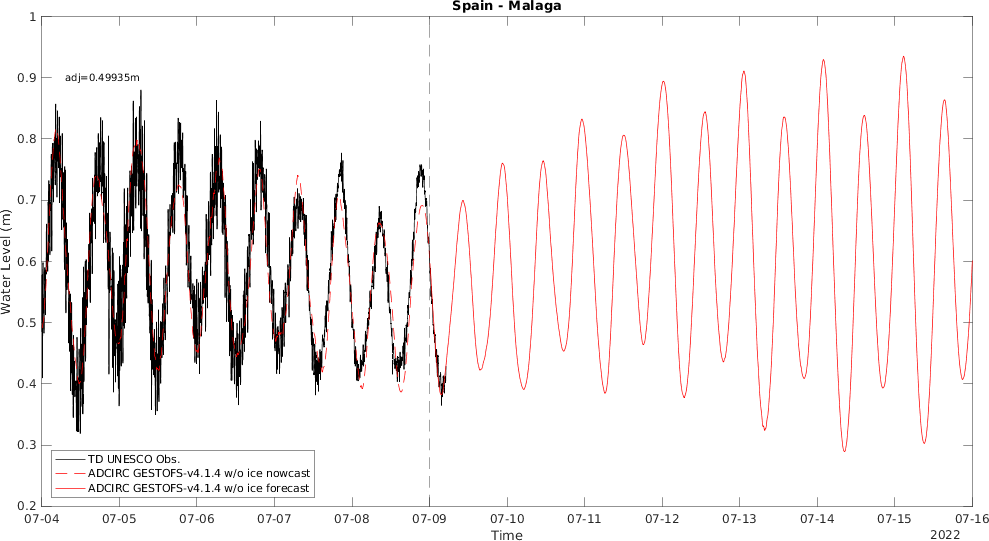 Spain - Malaga
adj=0.49935m
Water Level (m)
1
0.9
0.8
0.7
0.6
0.5
0.4
0.3
0.2
TD UNESCO Obs.
ADCIRC GESTOFS-v4.1.4 w/o ice nowcast
ADCIRC GESTOFS-v4.1.4 w/o ice forecast
07-04 07-05 07-06 07-07 07-08 07-09 07-10 07-11 07-12 07-13 07-14 07-15 07-16
Time
2022